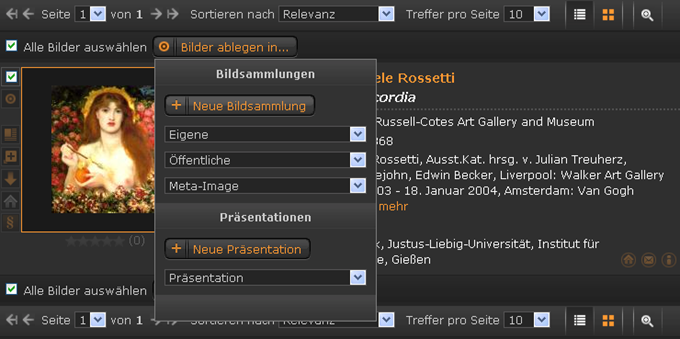 Seite 1 von 1 Sortieren nach Relevanz Treffer pro Seite 10
Alle Bilder auswählen Bilder ablegen in...
Bildsammlungen
Neue Bildsammlung
Eigene
Öffentliche
Meta-Image
Präsentationen
Neue Präsentation
Präsentation
ele Rossetti
cordia
Russell-Cotes Art Gallery and Museum
868
Rossetti, Ausst.Kat. hrsg. v. Julian Treuherz,
ejohn, Edwin Becker, Liverpool: Walker Art Gallery
03 - 18. Januar 2004, Amsterdam: Van Gogh
mehr
k, Justus-Liebig-Universität, Institut für
e, Gießen
§
(0)
Alle Bilder auswählen
Seite 1 von 1 Sortieren nach Relevanz Treffer pro Seite 10